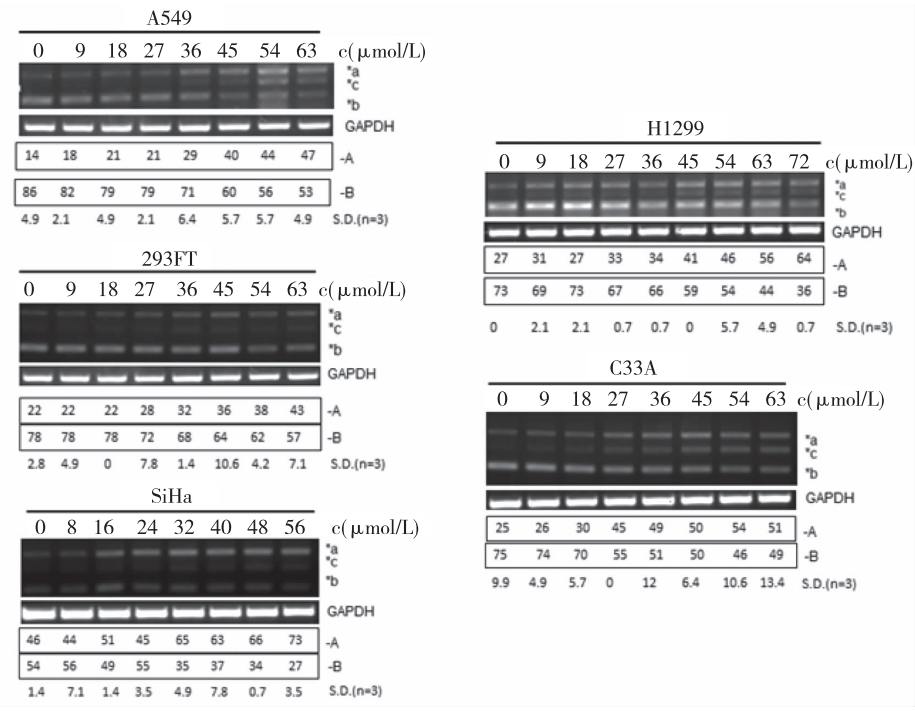 A549
0 9 18 27 36 45 54 63 c(μmol/L)
*a
*c
*b
GAPDH
14 18 21 21 29 40 44 47 -A
86 82 79 79 71 60 56 53 -B
4.9 2.1 4.9 2.1 6.4 5.7 5.7 4.9 S.D.(n=3)
293FT
0 9 18 27 36 45 54 63 c(μmol/L)
*a
*c
*b
GAPDH
22 22 22 28 32 36 38 43 -A
78 78 78 72 68 64 62 57 -B
2.8 4.9 0 7.8 1.4 10.6 4.2 7.1 S.D.(n=3)
SiHa
0 8 16 24 32 40 48 56 c(μmol/L)
*a
*c
*b
GAPDH
46 44 51 45 65 63 66 73 -A
54 56 49 55 35 37 34 27 -B
1.4 7.1 1.4 3.5 4.9 7.8 0.7 3.5 S.D.(n=3)
H1299
0 9 18 27 36 45 54 63 72 c(μmol/L)
*a
*c
*b
GAPDH
27 31 27 33 34 41 46 56 64 -A
73 69 73 67 66 59 54 44 36 -B
0 2.1 2.1 0.7 0.7 0 5.7 4.9 0.7 S.D.(n=3)
C33A
0 9 18 27 36 45 54 63 c(μmol/L)
*a
*c
*b
GAPDH
25 26 30 45 49 50 54 51 -A
75 74 70 55 51 50 46 49 -B
9.9 4.9 5.7 0 12 6.4 10.6 13.4 S.D.(n=3)